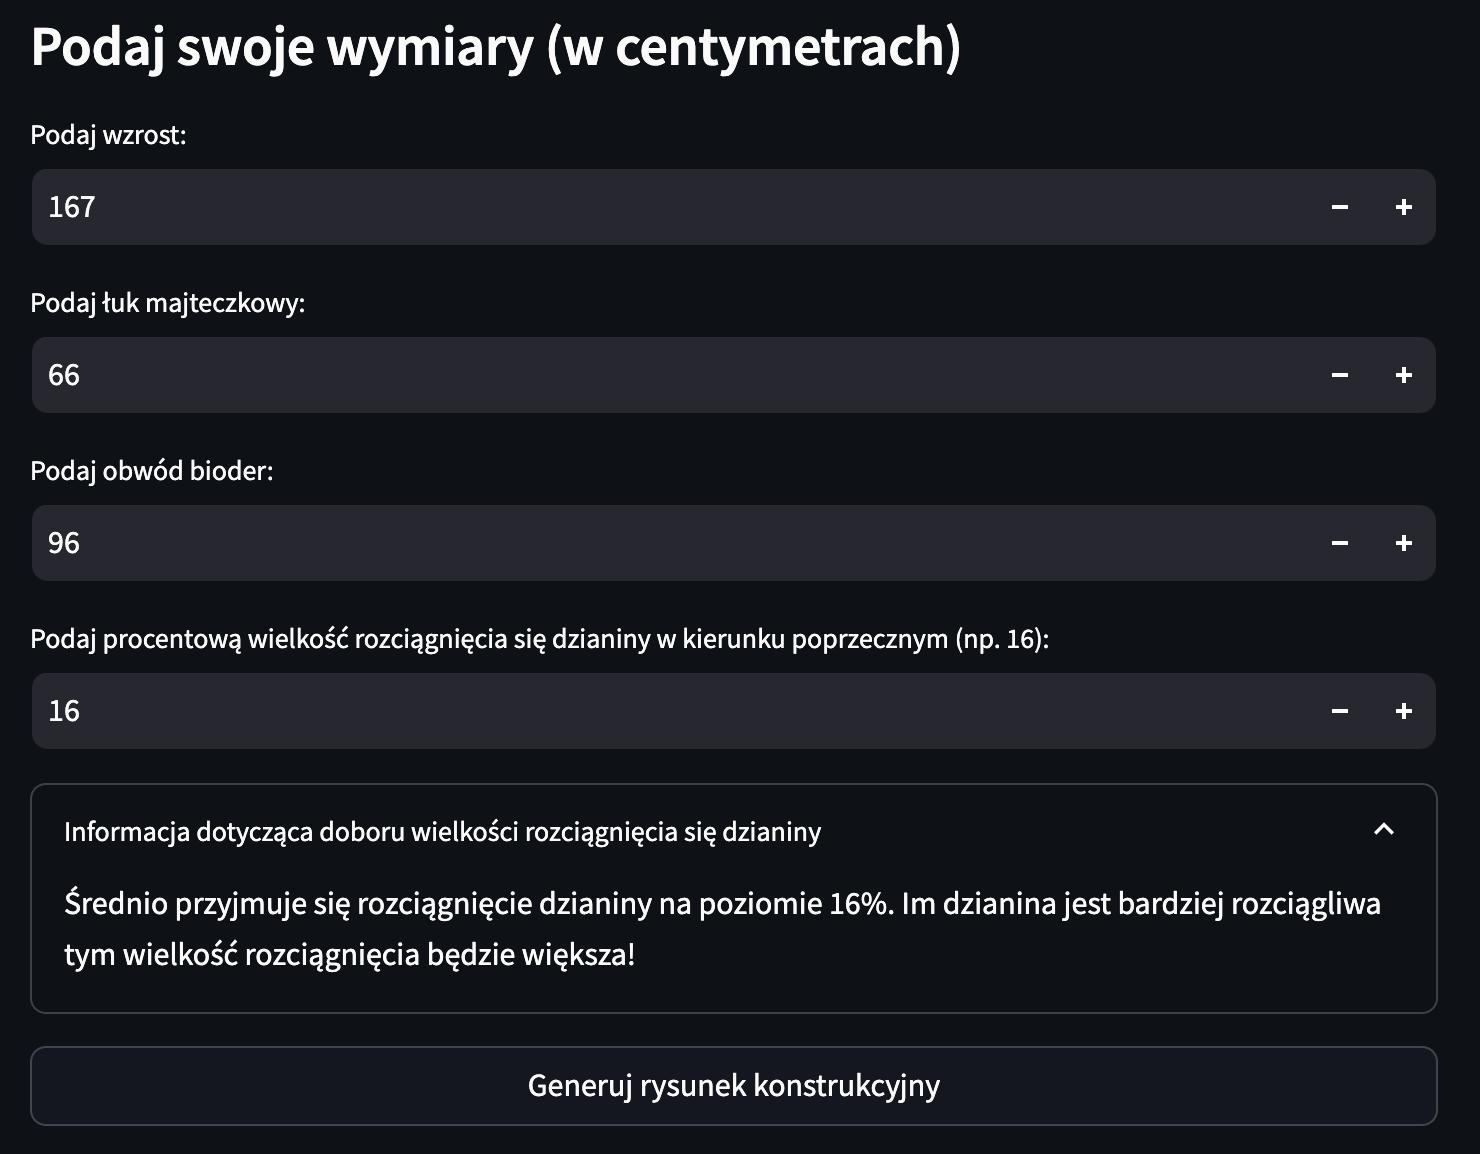 Podaj swoje wymiary (w centymetrach)
Podaj wzrost:
167
Podaj łuk majteczkowy:
66
Podaj obwód bioder:
96
Podaj procentową wielkość rozciągnięcia się dzianiny w kierunku poprzecznym (np. 16):
16
Informacja dotycząca doboru wielkości rozciągnięcia się dzianiny
Średnio przyjmuje się rozciągnięcie dzianiny na poziomie 16%. Im dzianina jest bardziej rozciągliwa
tym wielkość rozciągnięcia będzie większa!
Generuj rysunek konstrukcyjny